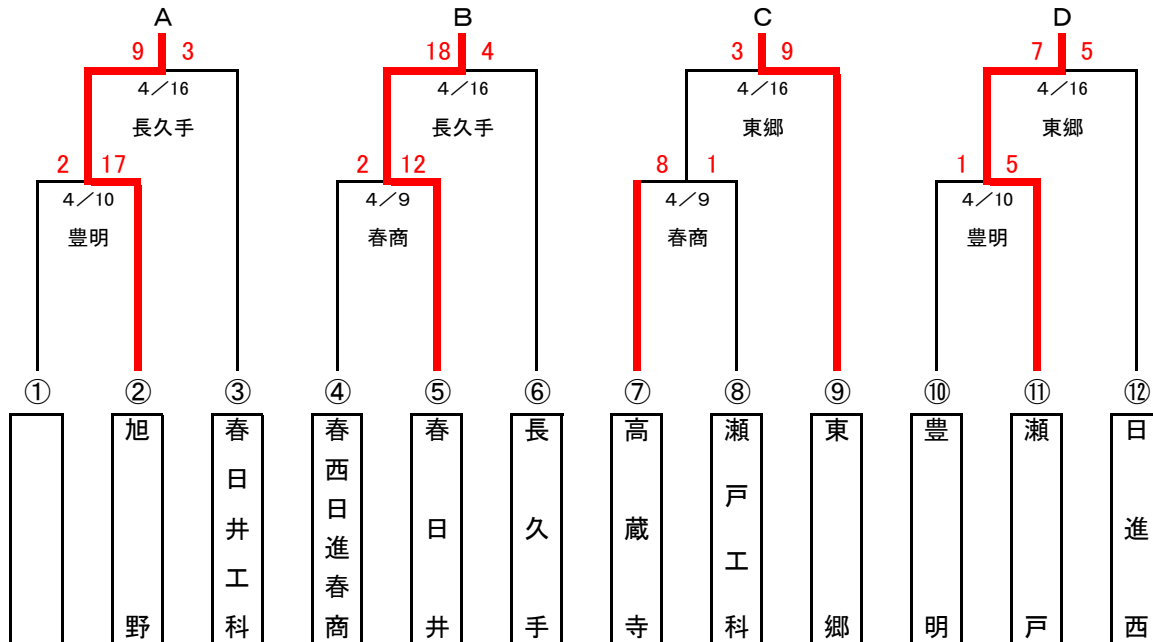 A B C D
9 3 18 4 3 9 7 5
4／16 4／16 4／16 4／16
長久手 長久手 東郷 東郷
2 17 2 12 8 1 1 5
4／10 4／9 4／9 4／10
豊明 春商 春商 豊明
① ② ③ ④ ⑤ ⑥ ⑦ ⑧ ⑨ ⑩ ⑪ ⑫
旭野
春日井工科
春西日進春商
春日井
長久手
高蔵寺
瀬戸工科
東郷
豊明
瀬戸
日進西